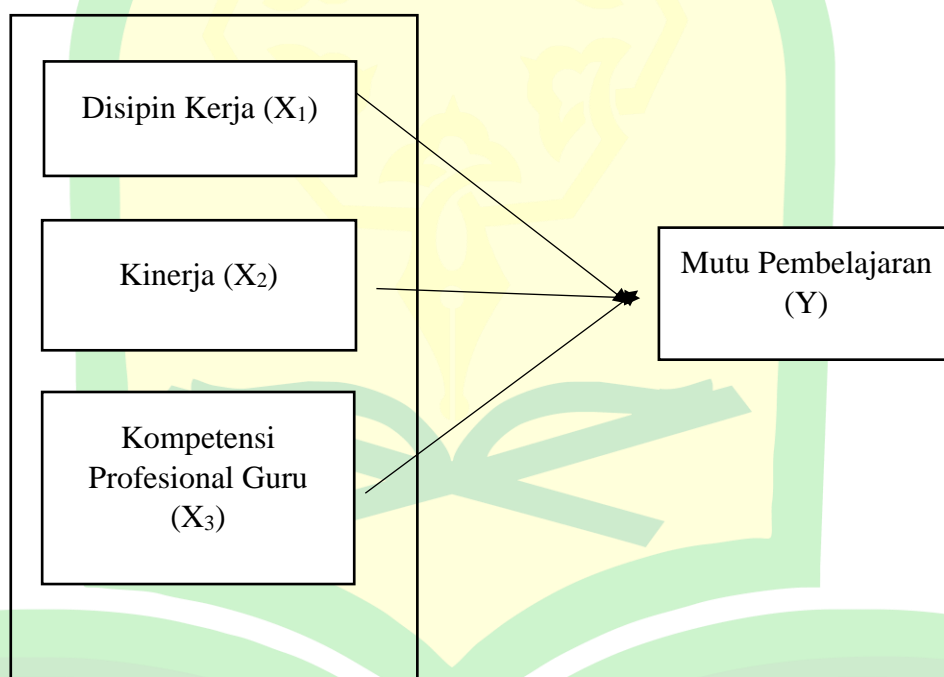 Disipin Kerja (X₁)
Kinerja (X₂)
Kompetensi
Profesional Guru
(X₃)
Mutu Pembelajaran
(Y)